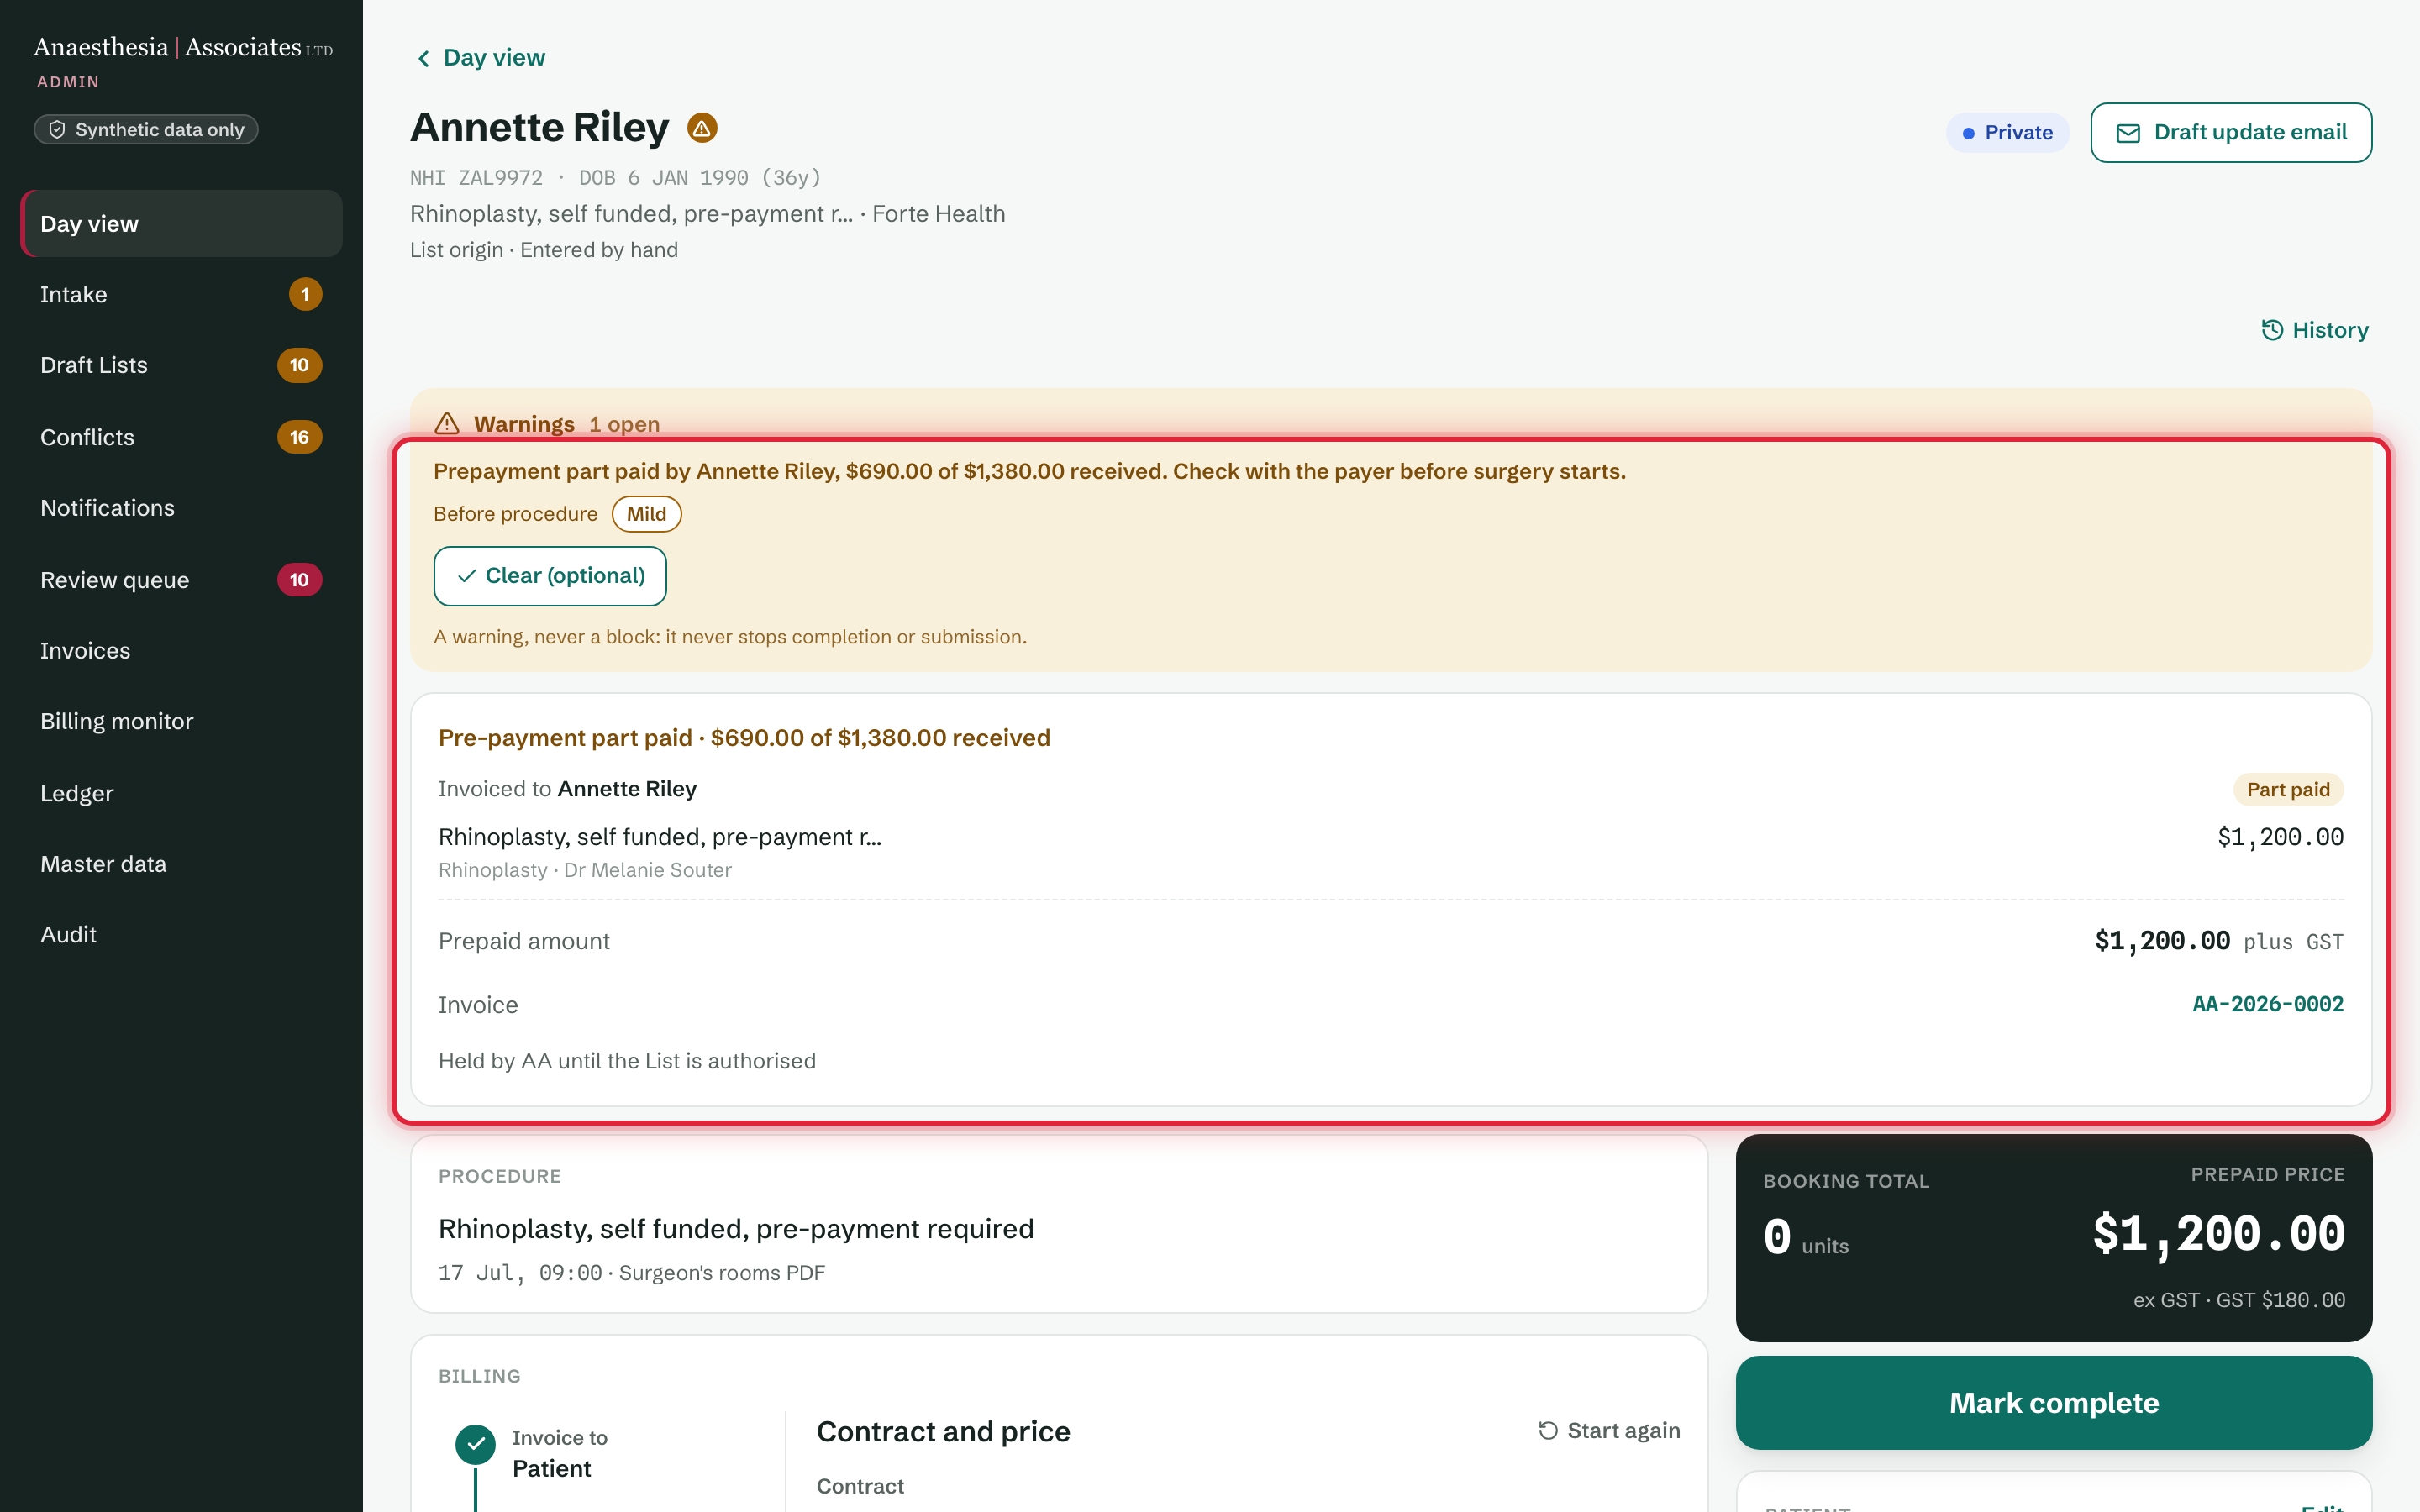 Anaesthesia | Associates LTD
ADMIN
Synthetic data only
Day view
Intake 1
Draft Lists 10
Conflicts 16
Notifications
Review queue 10
Invoices
Billing monitor
Ledger
Master data
Audit
Day view
Annette Riley
Private
Draft update email
NHI ZAL9972 · DOB 6 JAN 1990 (36y)
Rhinoplasty, self funded, pre-payment r... · Forte Health
List origin · Entered by hand
History
Warnings 1 open
Prepayment part paid by Annette Riley, $690.00 of $1,380.00 received. Check with the payer before surgery starts.
Before procedure Mild
Clear (optional)
A warning, never a block: it never stops completion or submission.
Pre-payment part paid · $690.00 of $1,380.00 received
Invoiced to Annette Riley Part paid
Rhinoplasty, self funded, pre-payment r... $1,200.00
Rhinoplasty · Dr Melanie Souter
Prepaid amount $1,200.00 plus GST
Invoice AA-2026-0002
Held by AA until the List is authorised
PROCEDURE
Rhinoplasty, self funded, pre-payment required
17 Jul, 09:00 · Surgeon's rooms PDF
BOOKING TOTAL PREPAID PRICE
0 units $1,200.00
ex GST · GST $180.00
Mark complete
BILLING
Invoice to
Patient
Contract and price Start again
Contract
PATIENT Edit